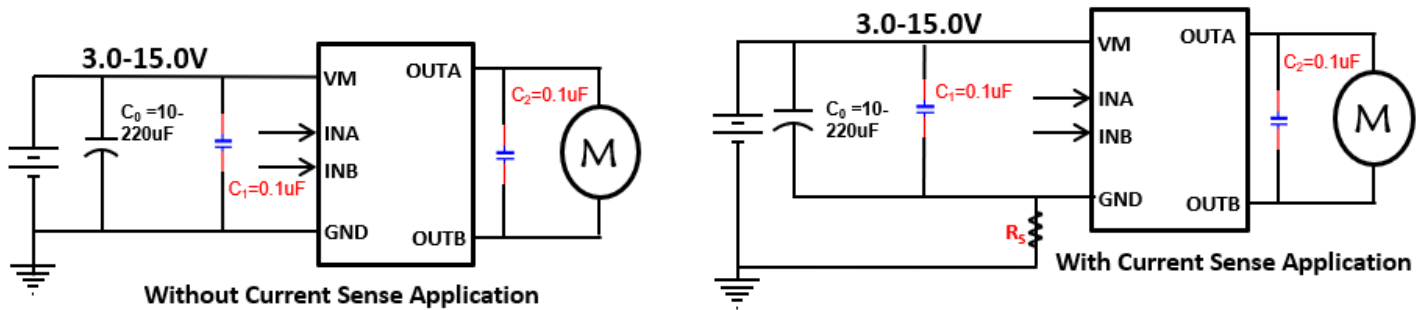 3.0-15.0V
VM
OUTA
C₀ =10-
220uF
C₂=0.1uF
INA
INB
M
C₁=0.1uF
GND
OUTB
Without Current Sense Application
3.0-15.0V
VM
OUTA
C₂=0.1uF
C₁=0.1uF
C₀ =10-
220uF
INA
INB
M
GND
OUTB
R_S
With Current Sense Application